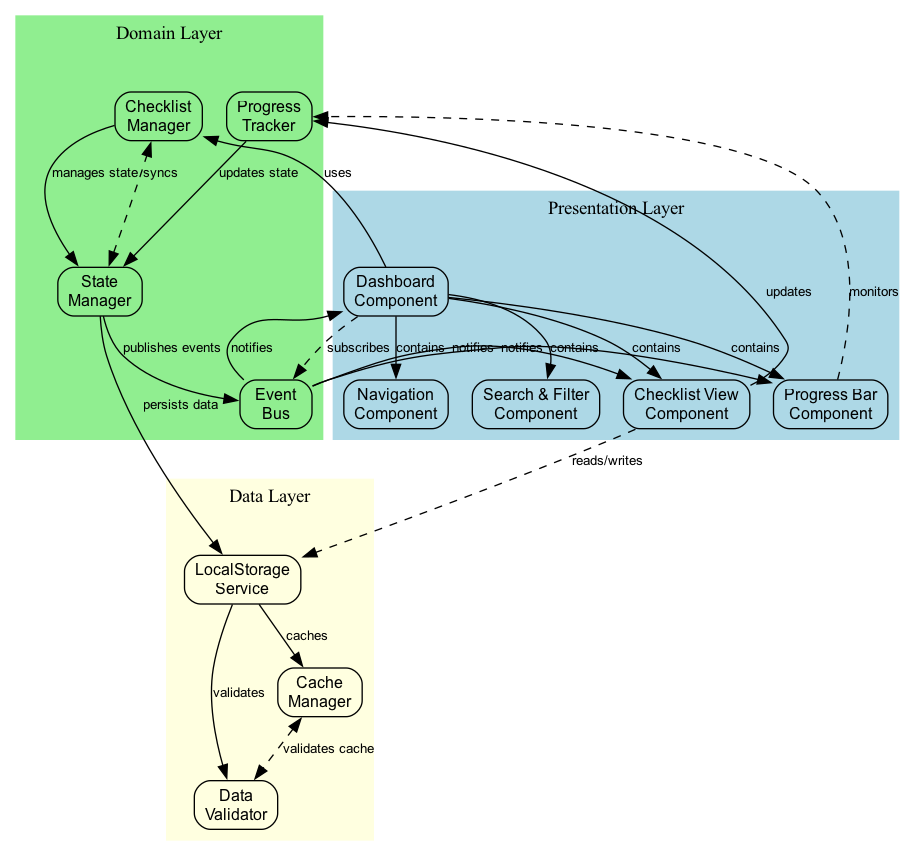 Domain Layer
Checklist
Manager
Progress
Tracker
manages state/syncs
updates state
uses
Presentation Layer
State
Manager
Dashboard
Component
updates
monitors
publishes events
notifies
subscribes
contains
notifies
notifies
contains
contains
contains
persists data
Event
Bus
Navigation
Component
Search & Filter
Component
Checklist View
Component
Progress Bar
Component
reads/writes
Data Layer
LocalStorage
Service
caches
validates
Cache
Manager
validates cache
Data
Validator